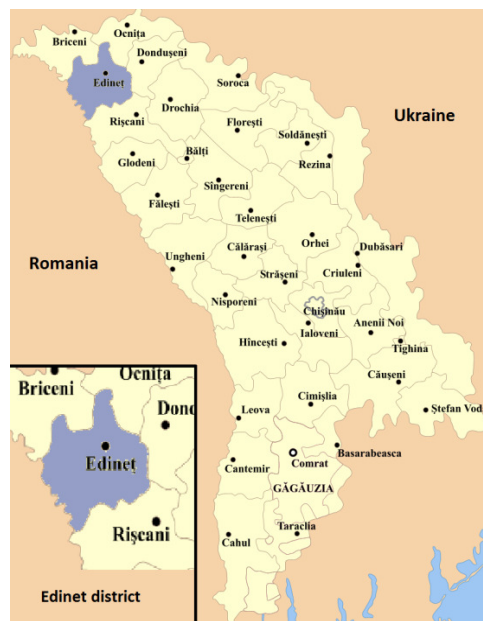 Ocnița
Briceni
Dondușeni
Edineț
Soroca
Drochia
Rîșcani
Florești
Ukraine
Soldănești
Glodeni
Bălți
Rezina
Sîngereni
Fălești
Telenești
Orhei
Dubăsari
Călărași
Ungheni
Romania
Criuleni
Strășeni
Nisporeni
Chișinău
Ialoveni
Anenii Noi
Hîncești
Tighina
Căușeni
Cimișlia
Leova
Ștefan Vod
Basarabeasca
Cantemir
Comrat
GĂGĂUZIA
Taraclia
Cahul
Ocnița
Briceni
Dond
Edineț
Rîșcani
Edinet district